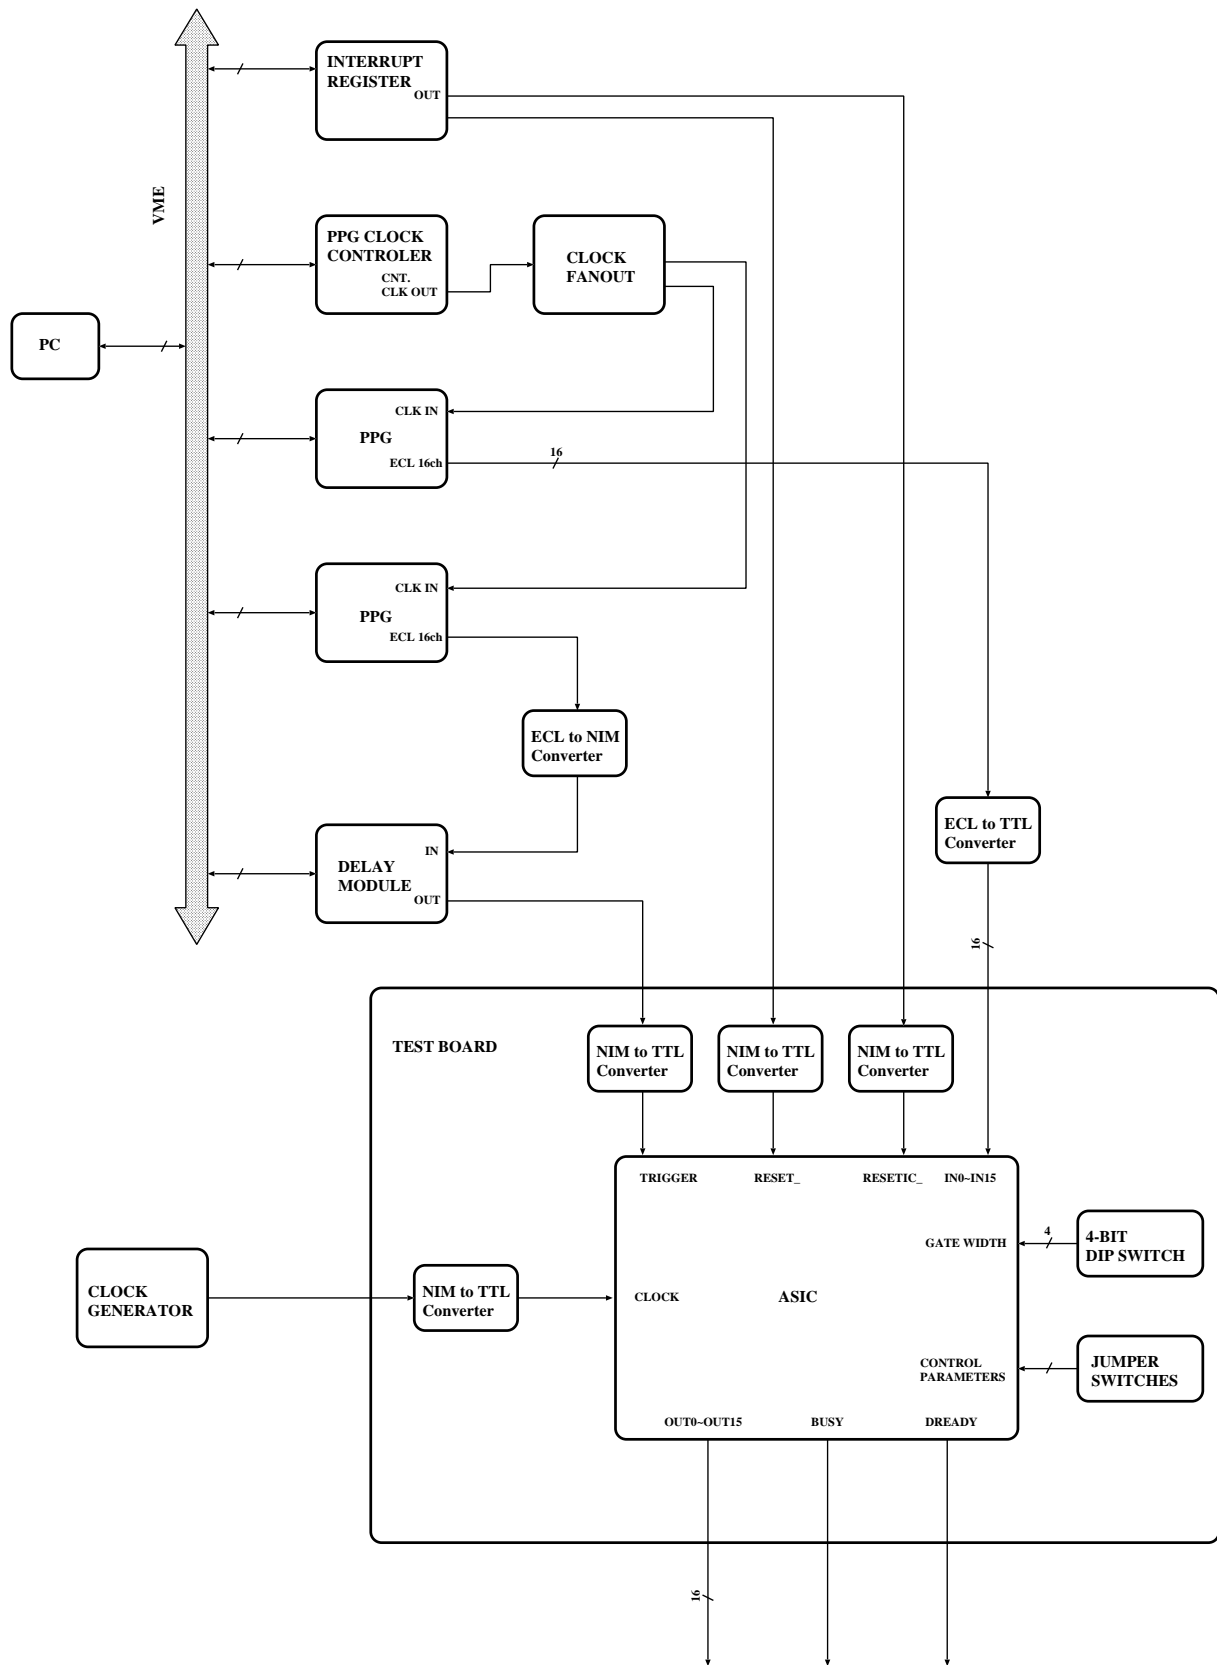 INTERRUPT
REGISTER
OUT
VME
PPG CLOCK
CONTROLER
CNT.
CLK OUT
CLOCK
FANOUT
PC
CLK IN
PPG
ECL 16ch
16
CLK IN
PPG
ECL 16ch
ECL to NIM
Converter
ECL to TTL
Converter
IN
DELAY
MODULE
OUT
16
TEST BOARD
NIM to TTL
Converter
NIM to TTL
Converter
NIM to TTL
Converter
TRIGGER
RESET_
RESETIC_
IN0~IN15
GATE WIDTH
4
4-BIT
DIP SWITCH
CLOCK
GENERATOR
NIM to TTL
Converter
CLOCK
ASIC
CONTROL
PARAMETERS
JUMPER
SWITCHES
OUT0~OUT15
BUSY
DREADY
16